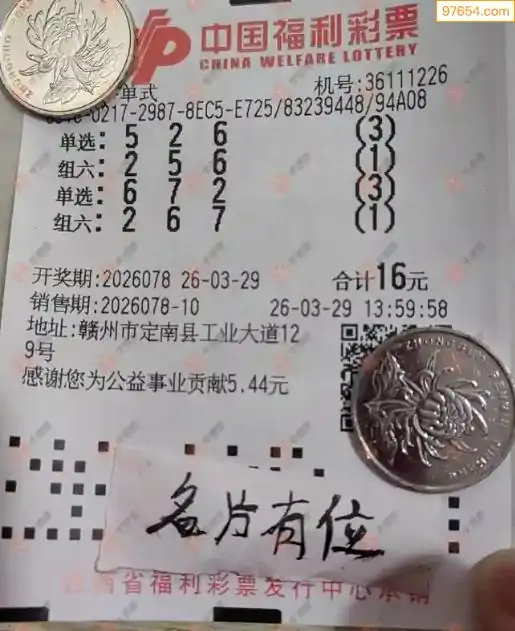 97654.com
中国福利彩票
CHINA WELFARE LOTTERY
单式 机号:36111226
0217-2987-8EC5-E725/83239448/94A08
单选: 5 2 6 (3)
组六: 2 5 6 (1)
单选: 6 7 2 (3)
组六: 2 6 7 (1)
开奖期:2026078 26-03-29 合计16元
销售期:2026078-10 26-03-29 13:59:58
地址:赣州市定南县工业大道12
9号
感谢您为公益事业贡献5.44元
名片有位
西省福利彩票发行中心承销